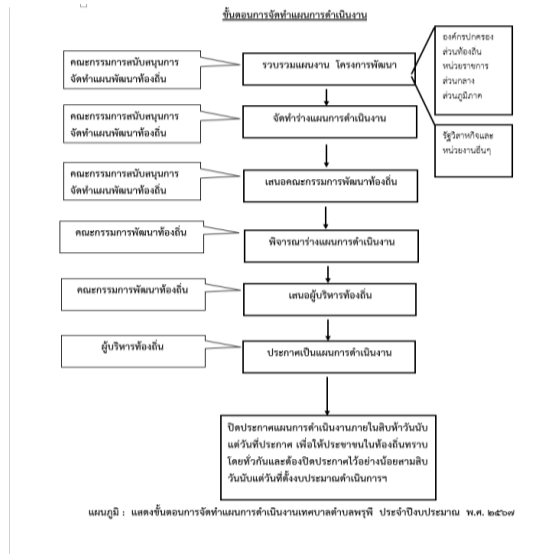 ขั้นตอนการจัดทำแผนการดำเนินงาน
คณะกรรมการสนับสนุนการ
จัดทำแผนพัฒนาท้องถิ่น
รวบรวมแผนงาน โครงการพัฒนา
องค์กรปกครอง
ส่วนท้องถิ่น
หน่วยราชการ
ส่วนกลาง
ส่วนภูมิภาค
รัฐวิสาหกิจและ
หน่วยงานอื่นๆ
คณะกรรมการสนับสนุนการ
จัดทำแผนพัฒนาท้องถิ่น
จัดทำร่างแผนการดำเนินงาน
คณะกรรมการสนับสนุนการ
จัดทำแผนพัฒนาท้องถิ่น
เสนอคณะกรรมการพัฒนาท้องถิ่น
คณะกรรมการพัฒนาท้องถิ่น
พิจารณาร่างแผนการดำเนินงาน
คณะกรรมการพัฒนาท้องถิ่น
เสนอผู้บริหารท้องถิ่น
ผู้บริหารท้องถิ่น
ประกาศเป็นแผนการดำเนินงาน
ปิดประกาศแผนการดำเนินงานภายในสิบห้าวันนับ
แต่วันที่ประกาศ เพื่อให้ประชาชนในท้องถิ่นทราบ
โดยทั่วกันและต้องปิดประกาศไว้อย่างน้อยสามสิบ
วันนับแต่วันที่ตั้งงบประมาณดำเนินการฯ
แผนภูมิ : แสดงขั้นตอนการจัดทำแผนการดำเนินงานเทศบาลตำบลพรุพี ประจำปีงบประมาณ พ.ศ. ๒๕๖๗